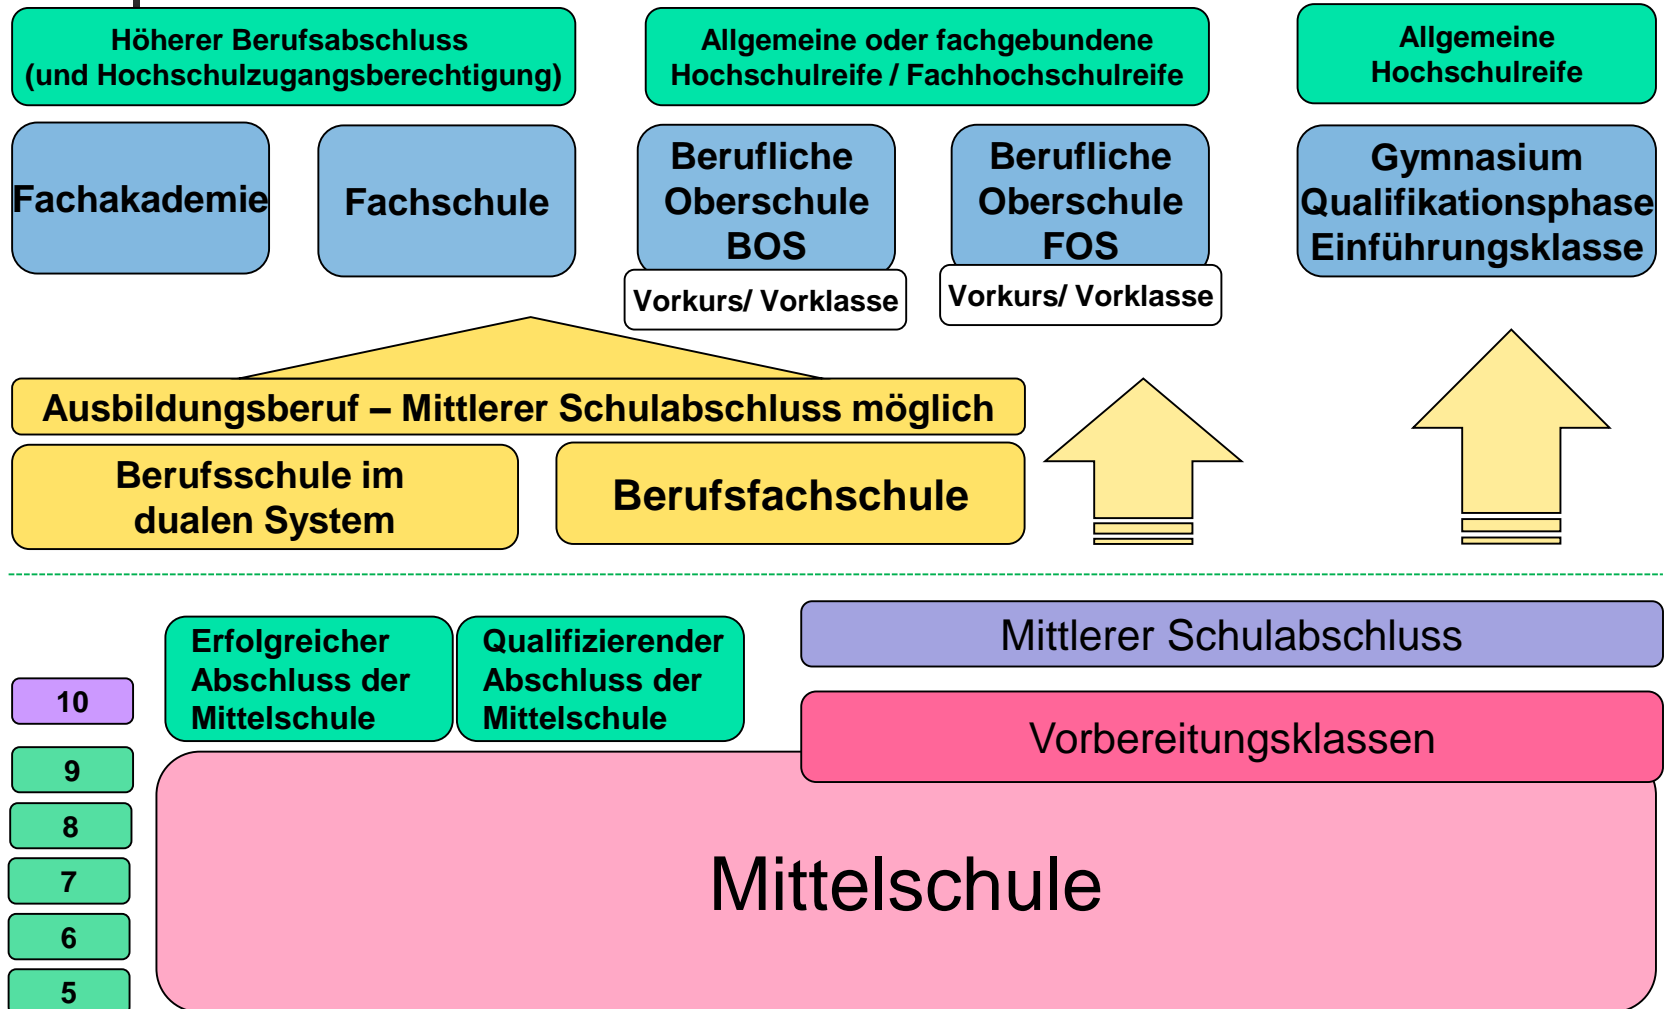 Höherer Berufsabschluss
(und Hochschulzugangsberechtigung)
Allgemeine oder fachgebundene
Hochschulreife / Fachhochschulreife
Allgemeine
Hochschulreife
Fachakademie
Fachschule
Berufliche
Oberschule
BOS
Vorkurs/ Vorklasse
Berufliche
Oberschule
FOS
Vorkurs/ Vorklasse
Gymnasium
Qualifikationsphase
Einführungsklasse
Ausbildungsberuf – Mittlerer Schulabschluss möglich
Berufsschule im
dualen System
Berufsfachschule
Erfolgreicher
Abschluss der
Mittelschule
Qualifizierender
Abschluss der
Mittelschule
Mittlerer Schulabschluss
Vorbereitungsklassen
10
9
8
7
6
5
Mittelschule